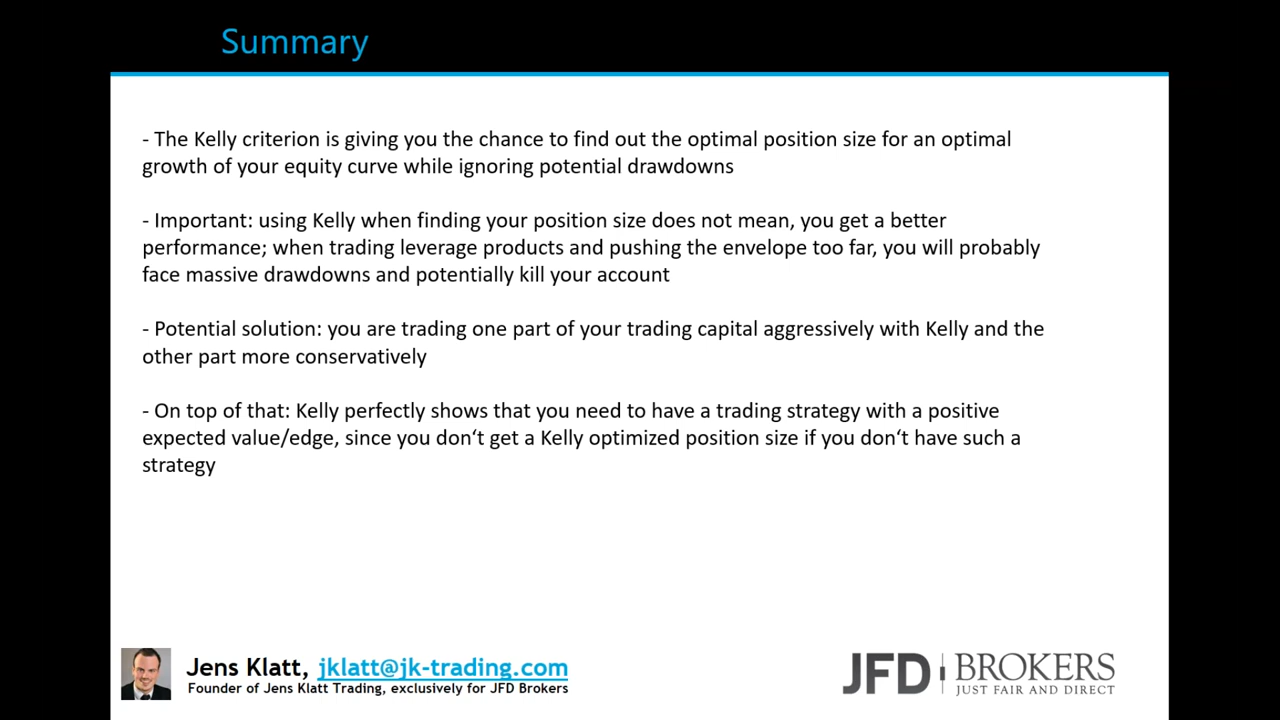 Summary
- The Kelly criterion is giving you the chance to find out the optimal position size for an optimal
growth of your equity curve while ignoring potential drawdowns
- Important: using Kelly when finding your position size does not mean, you get a better
performance; when trading leverage products and pushing the envelope too far, you will probably
face massive drawdowns and potentially kill your account
- Potential solution: you are trading one part of your trading capital aggressively with Kelly and the
other part more conservatively
- On top of that: Kelly perfectly shows that you need to have a trading strategy with a positive
expected value/edge, since you don‘t get a Kelly optimized position size if you don‘t have such a
strategy
Jens Klatt, jklatt@jk-trading.com
Founder of Jens Klatt Trading, exclusively for JFD Brokers
JFD BROKERS
JUST FAIR AND DIRECT